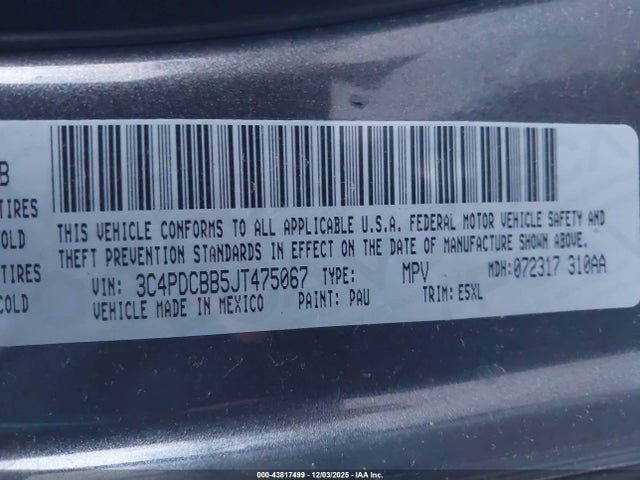 B
TIRES
COLD
TIRES
COLD
THIS VEHICLE CONFORMS TO ALL APPLICABLE U.S.A. FEDERAL MOTOR VEHICLE SAFETY AND
THEFT PREVENTION STANDARDS IN EFFECT ON THE DATE OF MANUFACTURE SHOWN ABOVE.
VIN: 3C4PDCBB5JT475067 TYPE: MPV MDH: 072317 310AA
VEHICLE MADE IN MEXICO PAINT: PAU TRIM: E5XL
000-43817499 - 12/03/2025 - IAA Inc.